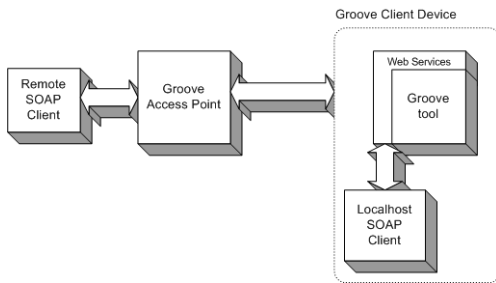 Groove Client Device
Remote
SOAP
Client
Groove
Access Point
Web Services
Groove
tool
Localhost
SOAP
Client